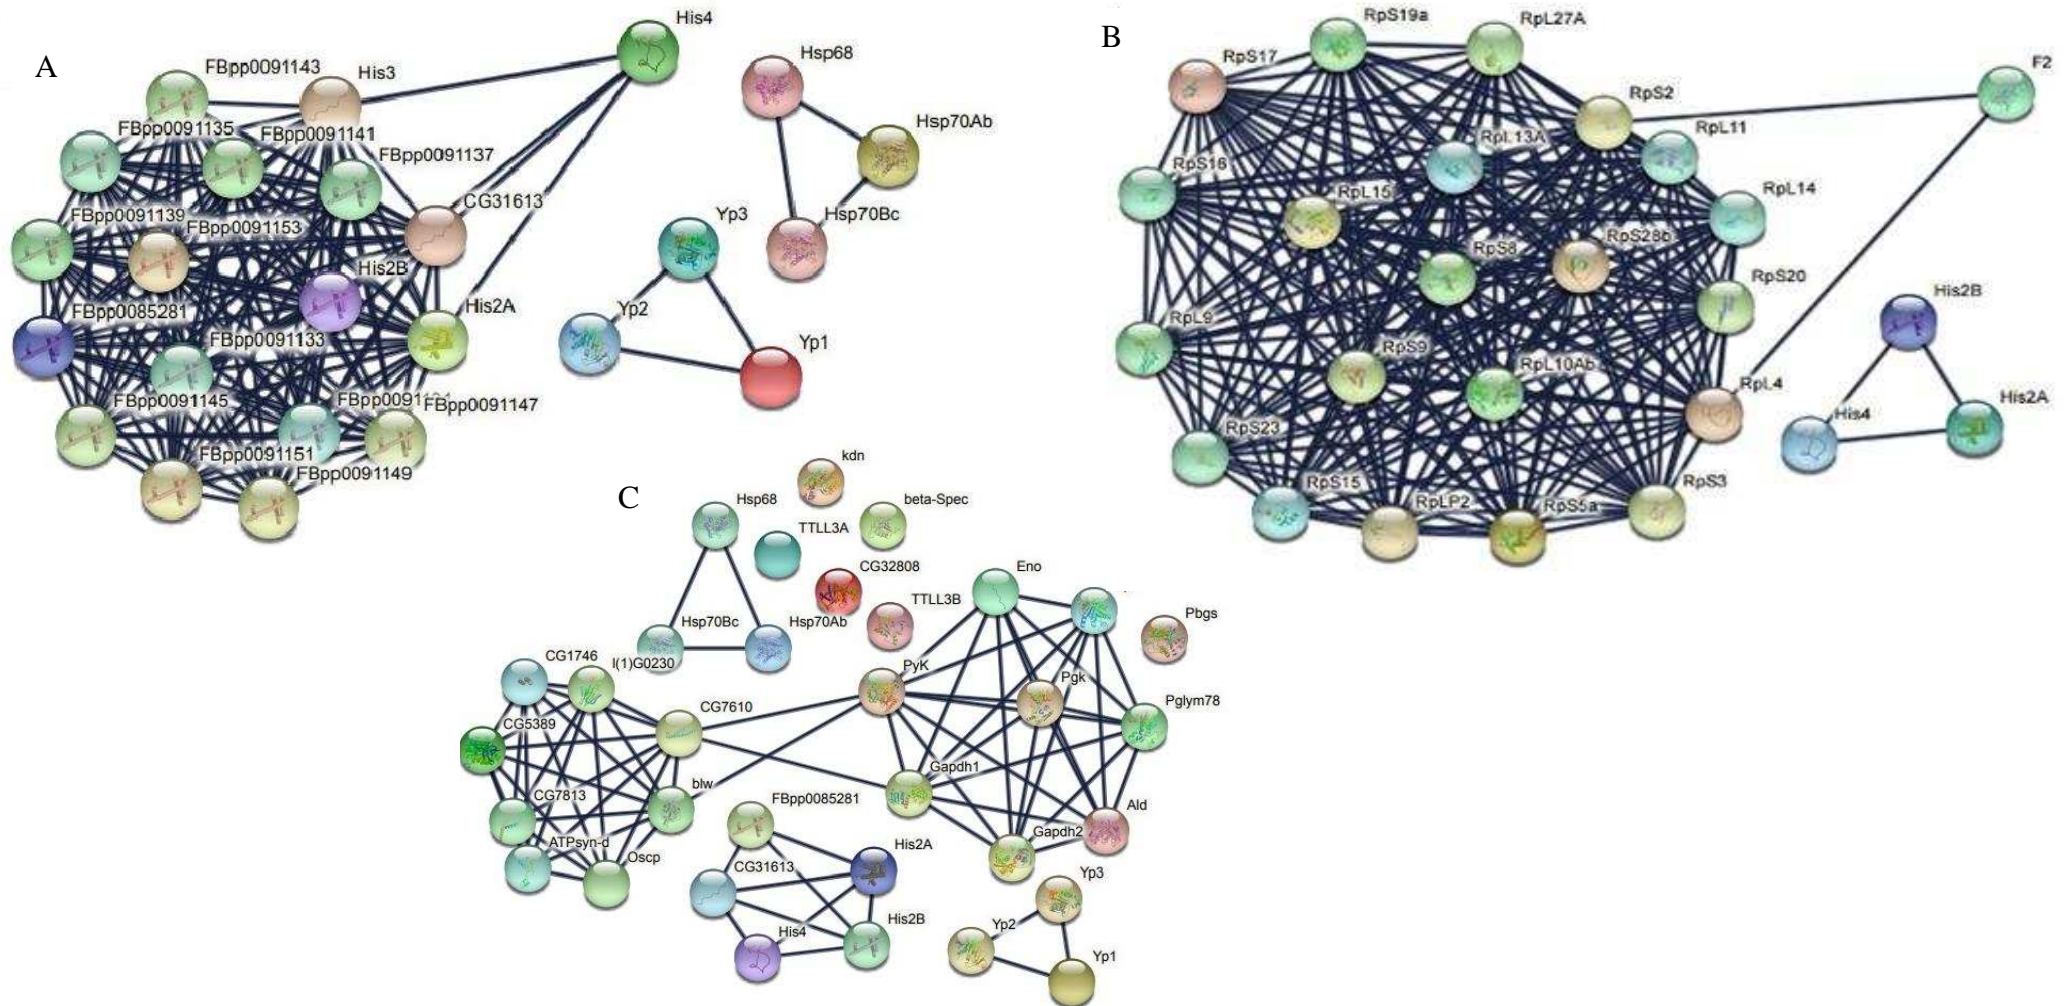 A
His4
FBpp0091143
His3
FBpp0091135
FBpp0091141
FBpp0091137
CG31613
FBpp0091139
FBpp0091153
His2B
His2A
FBpp0085281
FBpp0091133
FBpp0091145
FBpp0091147
FBpp0091151
FBpp0091149
Hsp68
Hsp70Ab
Hsp70Bc
Yp3
Yp2
Yp1
B
RpS19a
RpL27A
RpS17
RpS2
F2
RpL13A
RpL11
RpS16
RpL15
RpL14
RpS8
RpS28b
RpS20
RpL9
RpS9
RpL10Ab
RpL4
RpS23
RpS15
RpLP2
RpS5a
RpS3
His2B
His2A
His4
C
kdn
Hsp68
beta-Spec
TTLL3A
CG32808
Eno
TTLL3B
Pbgs
Hsp70Bc
Hsp70Ab
CG1746
l(1)G0230
PyK
Pgk
Pglym78
CG7610
CG5389
Gapdh1
blw
CG7813
FBpp0085281
Ald
Gapdh2
ATPsyn-d
Oscp
His2A
CG31613
Yp3
His2B
His4
Yp2
Yp1